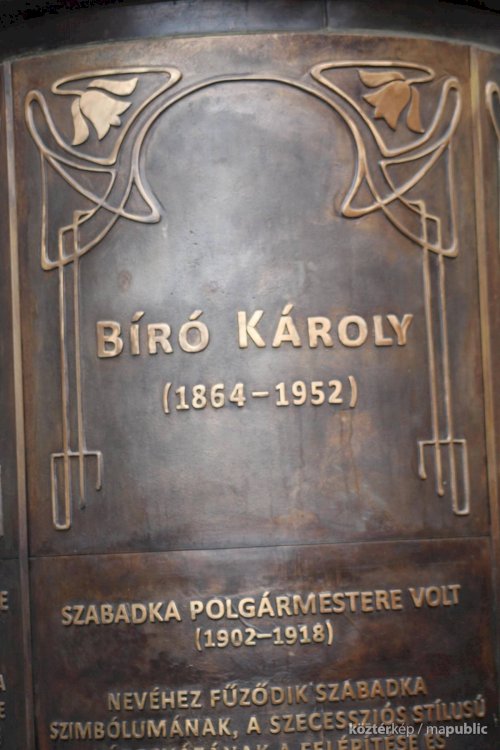 BÍRÓ KÁROLY
(1864–1952)
SZABADKA POLGÁRMESTERE VOLT
(1902–1918)
NEVÉHEZ FŰZŐDIK SZABADKA
SZIMBÓLUMÁNAK, A SZECESSZIÓS STÍLUSÚ
köztérkép / mapublic